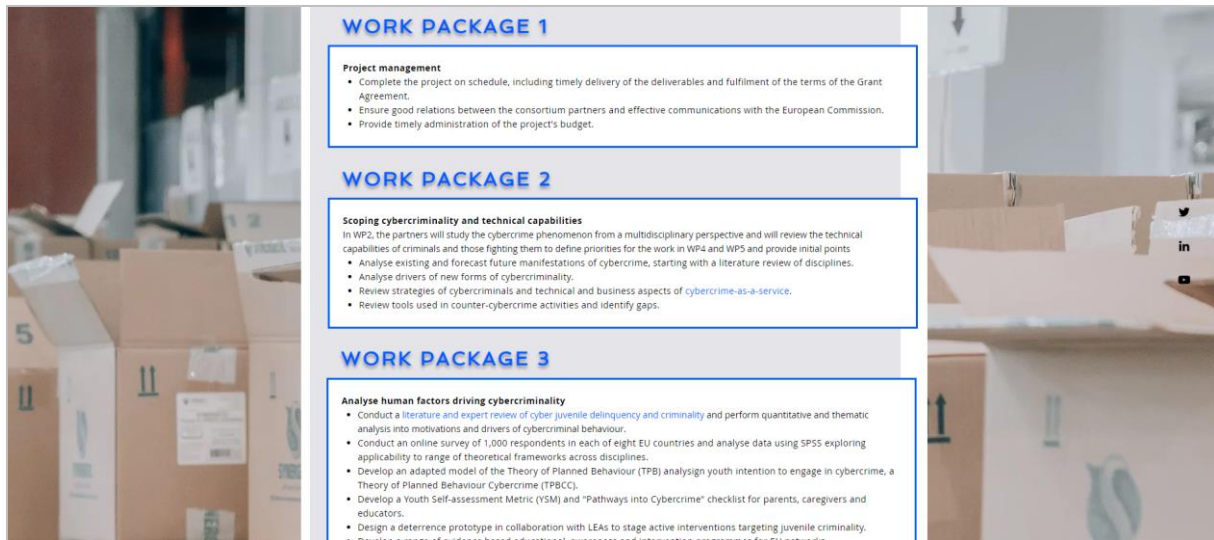 WORK PACKAGE 1
Project management
• Complete the project on schedule, including timely delivery of the deliverables and fulfilment of the terms of the Grant
Agreement.
• Ensure good relations between the consortium partners and effective communications with the European Commission.
• Provide timely administration of the project's budget.
WORK PACKAGE 2
Scoping cybercriminality and technical capabilities
In WP2, the partners will study the cybercrime phenomenon from a multidisciplinary perspective and will review the technical
capabilities of criminals and those fighting them to define priorities for the work in WP4 and WP5 and provide initial points
• Analyse existing and forecast future manifestations of cybercrime, starting with a literature review of disciplines.
• Analyse drivers of new forms of cybercriminality.
• Review strategies of cybercriminals and technical and business aspects of cybercrime-as-a-service.
• Review tools used in counter-cybercrime activities and identify gaps.
WORK PACKAGE 3
Analyse human factors driving cybercriminality
• Conduct a literature and expert review of cyber juvenile delinquency and criminality and perform quantitative and thematic
analysis into motivations and drivers of cybercriminal behaviour.
• Conduct an online survey of 1,000 respondents in each of eight EU countries and analyse data using SPSS exploring
applicability to range of theoretical frameworks across disciplines.
• Develop an adapted model of the Theory of Planned Behaviour (TPB) analysign youth intention to engage in cybercrime, a
Theory of Planned Behaviour Cybercrime (TPBCC).
• Develop a Youth Self-assessment Metric (YSM) and "Pathways into Cybercrime" checklist for parents, caregivers and
educators.
• Design a deterrence prototype in collaboration with LEAs to stage active interventions targeting juvenile criminality.
5
in